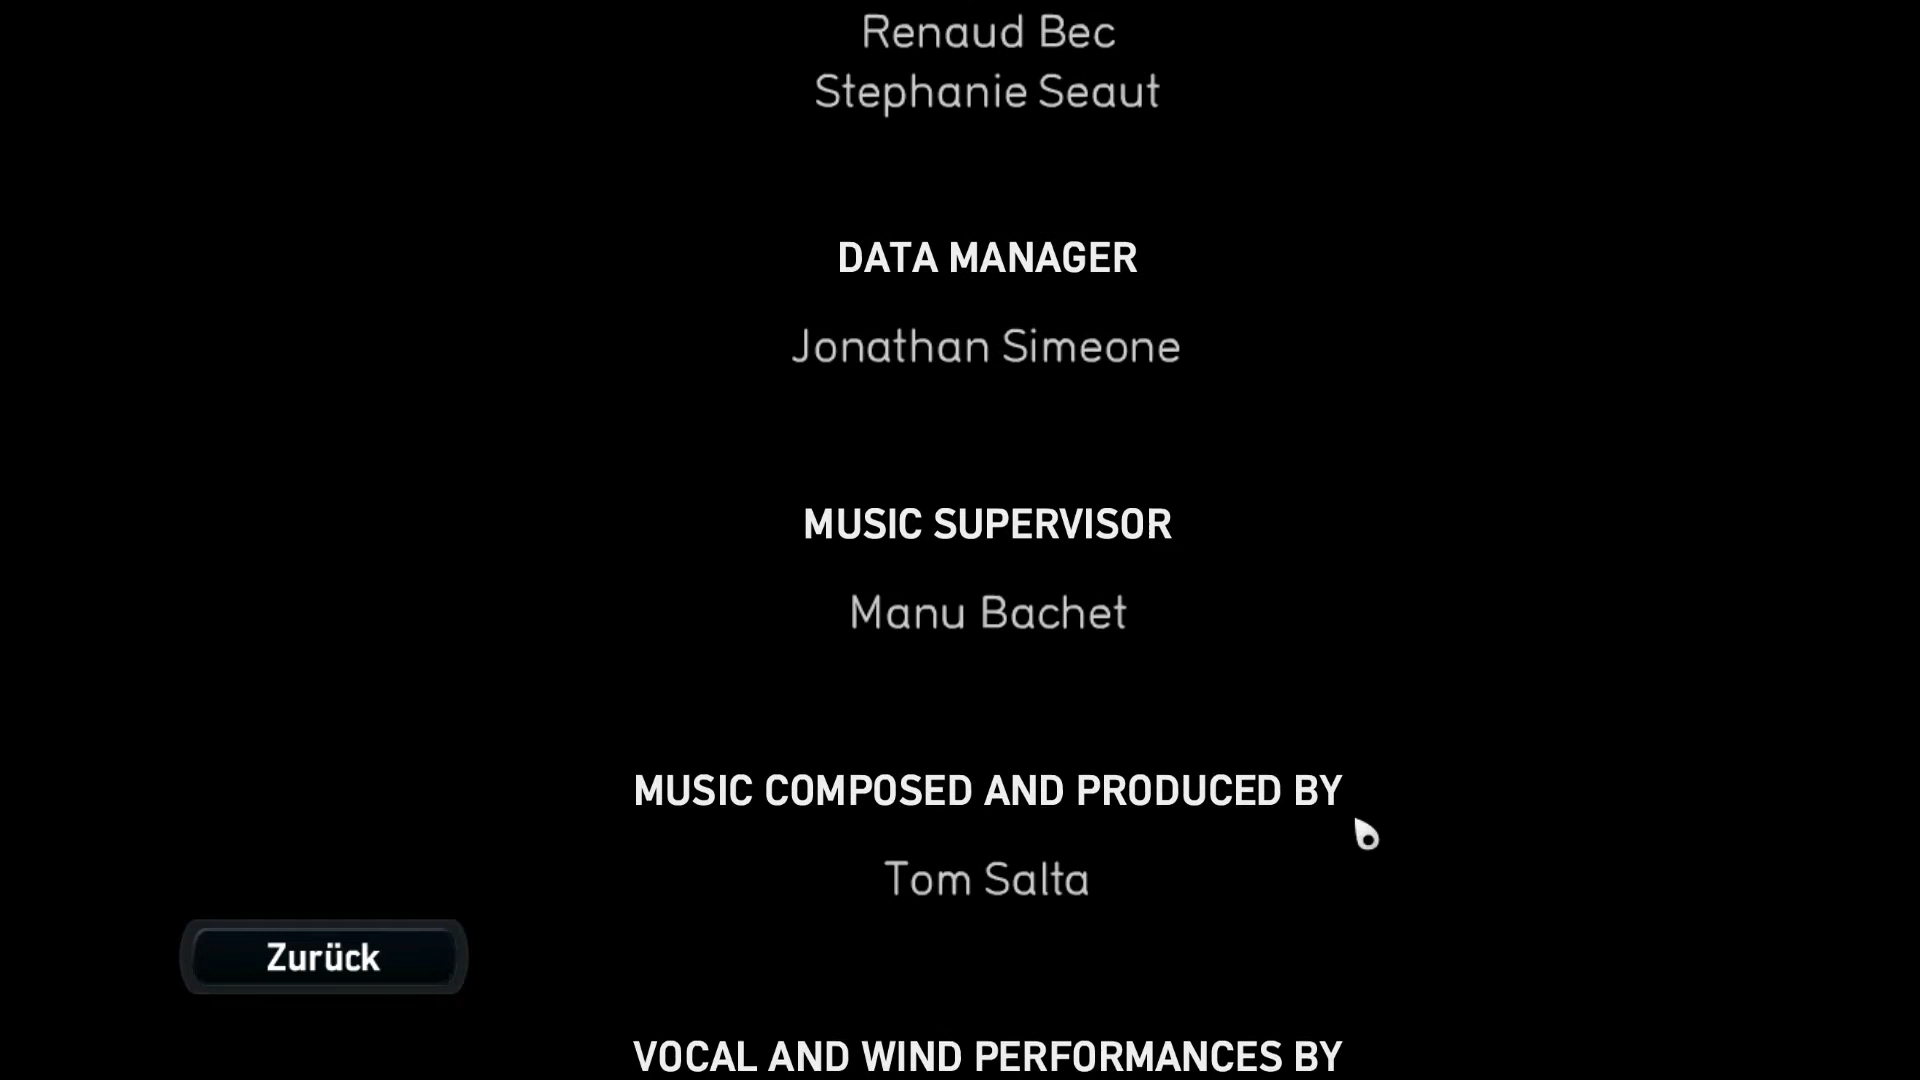 Renaud Bec
Stephanie Seaut
DATA MANAGER
Jonathan Simeone
MUSIC SUPERVISOR
Manu Bachet
MUSIC COMPOSED AND PRODUCED BY
Tom Salta
Zurück
VOCAL AND WIND PERFORMANCES BY